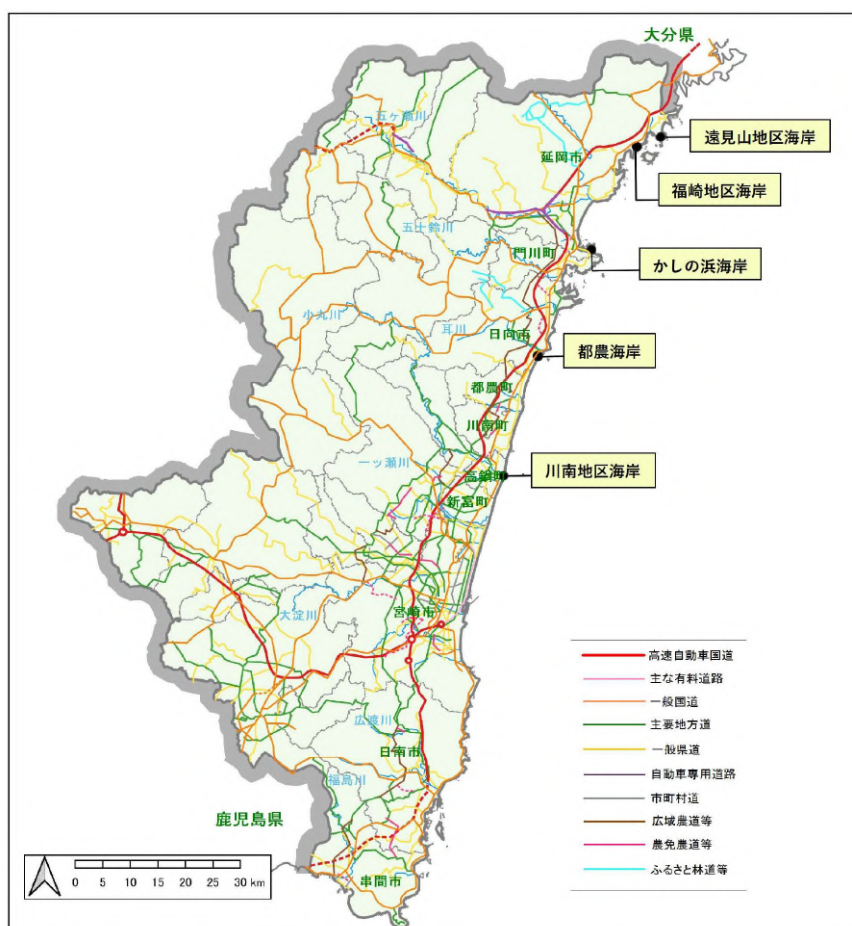 大分県
五ヶ瀬川
遠見山地区海岸
延岡市
福崎地区海岸
五十鈴川
門川町
かしの浜海岸
小丸川
耳川
日向市
都農海岸
都農町
川南町
一ッ瀬川
高鍋町
川南地区海岸
新富町
大淀川
宮崎市
広渡川
日南市
福島川
鹿児島県
串間市
高速自動車国道
主な有料道路
一般国道
主要地方道
一般県道
自動車専用道路
市町村道
広域農道等
農免農道等
ふるさと林道等
0 5 10 15 20 25 30 km